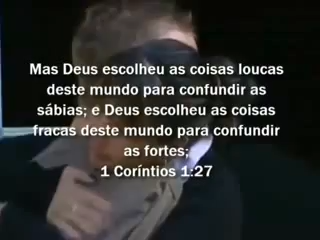 Mas Deus escolheu as coisas loucas
deste mundo para confundir as
sábias; e Deus escolheu as coisas
fracas deste mundo para confundir
as fortes;
1 Coríntios 1:27